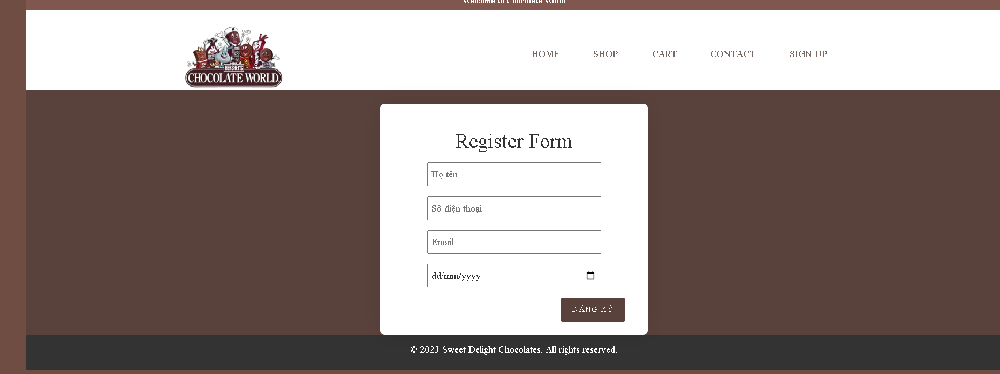 Welcome to Chocolate World
HERSHEY'S
CHOCOLATE WORLD
HOME SHOP CART CONTACT SIGN UP
Register Form
Họ tên
Số điện thoại
Email
dd/mm/yyyy
ĐĂNG KÝ
© 2023 Sweet Delight Chocolates. All rights reserved.